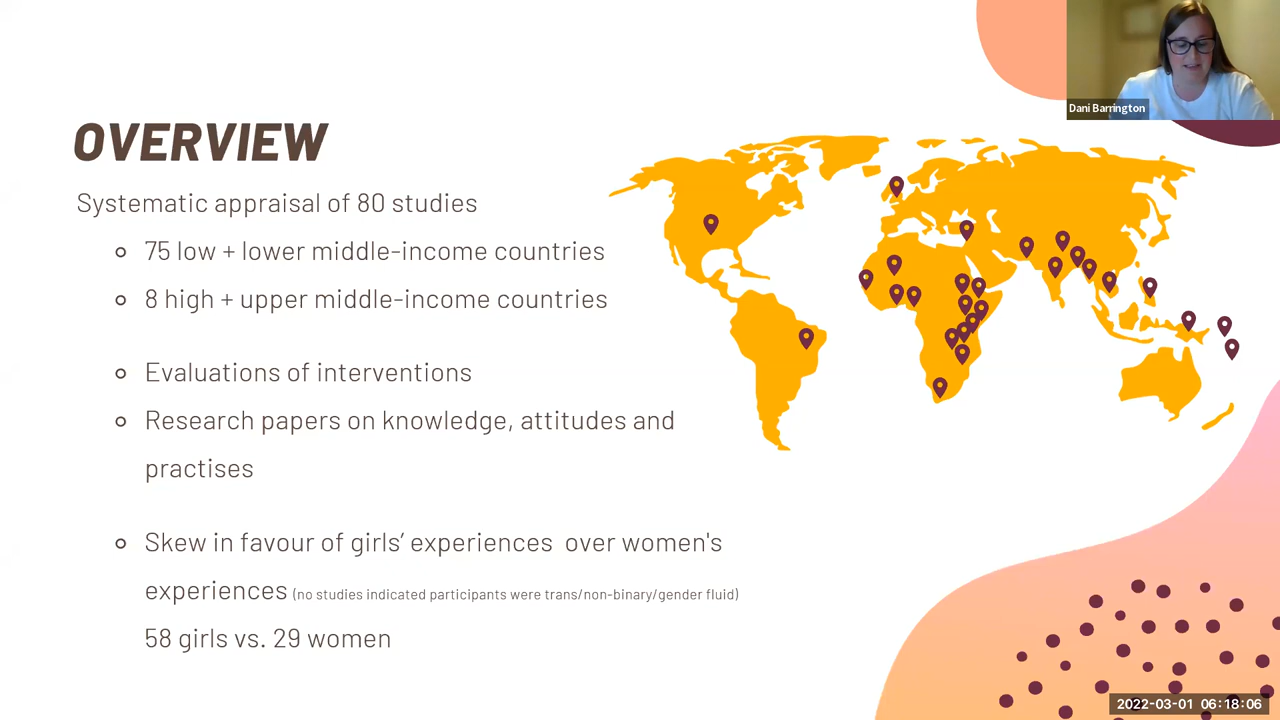 Dani Barrington
OVERVIEW
Systematic appraisal of 80 studies
75 low + lower middle-income countries
8 high + upper middle-income countries
Evaluations of interventions
Research papers on knowledge, attitudes and
practises
Skew in favour of girls’ experiences over women's
experiences (no studies indicated participants were trans/non-binary/gender fluid)
58 girls vs. 29 women
2022-03-01 06:18:06